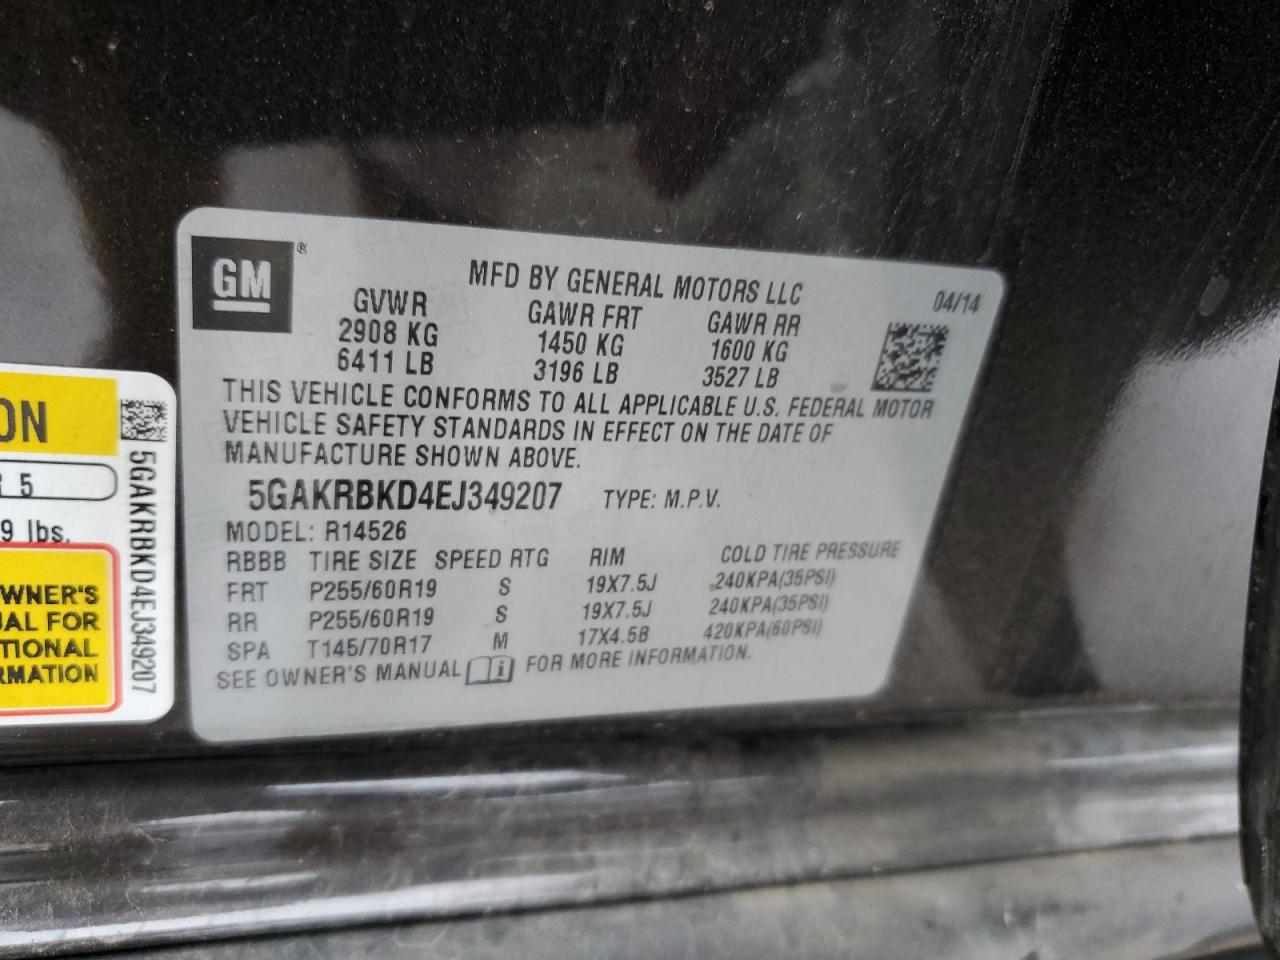 GM ®
MFD BY GENERAL MOTORS LLC
04/14
GVWR GAWR FRT GAWR RR
2908 KG 1450 KG 1600 KG
6411 LB 3196 LB 3527 LB
THIS VEHICLE CONFORMS TO ALL APPLICABLE U.S. FEDERAL MOTOR
VEHICLE SAFETY STANDARDS IN EFFECT ON THE DATE OF
MANUFACTURE SHOWN ABOVE.
5GAKRBKD4EJ349207 TYPE: M.P.V.
MODEL: R14526
RBBB TIRE SIZE SPEED RTG RIM COLD TIRE PRESSURE
FRT P255/60R19 S 19X7.5J 240KPA(35PSI)
RR P255/60R19 S 19X7.5J 240KPA(35PSI)
SPA T145/70R17 M 17X4.5B 420KPA(60PSI)
SEE OWNER'S MANUAL FOR MORE INFORMATION.
ON
R 5
9 lbs.
WNER'S
UAL FOR
TIONAL
RMATION
5GAKRBKD4EJ349207